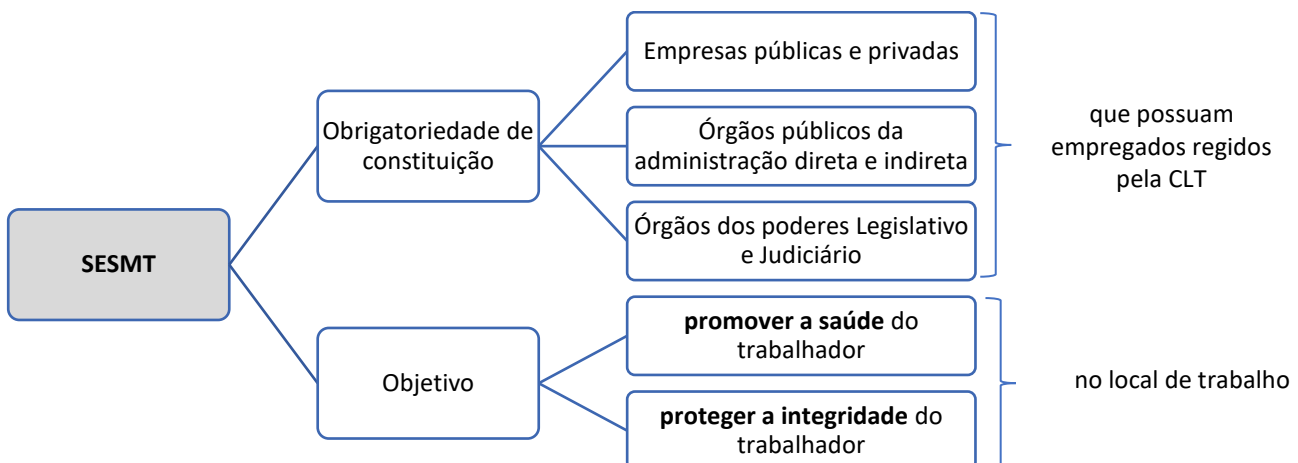 SESMT
Obrigatoriedade de
constituição
Empresas públicas e privadas
Órgãos públicos da
administração direta e indireta
Órgãos dos poderes Legislativo
e Judiciário
que possuam
empregados regidos
pela CLT
Objetivo
promover a saúde do
trabalhador
proteger a integridade do
trabalhador
no local de trabalho